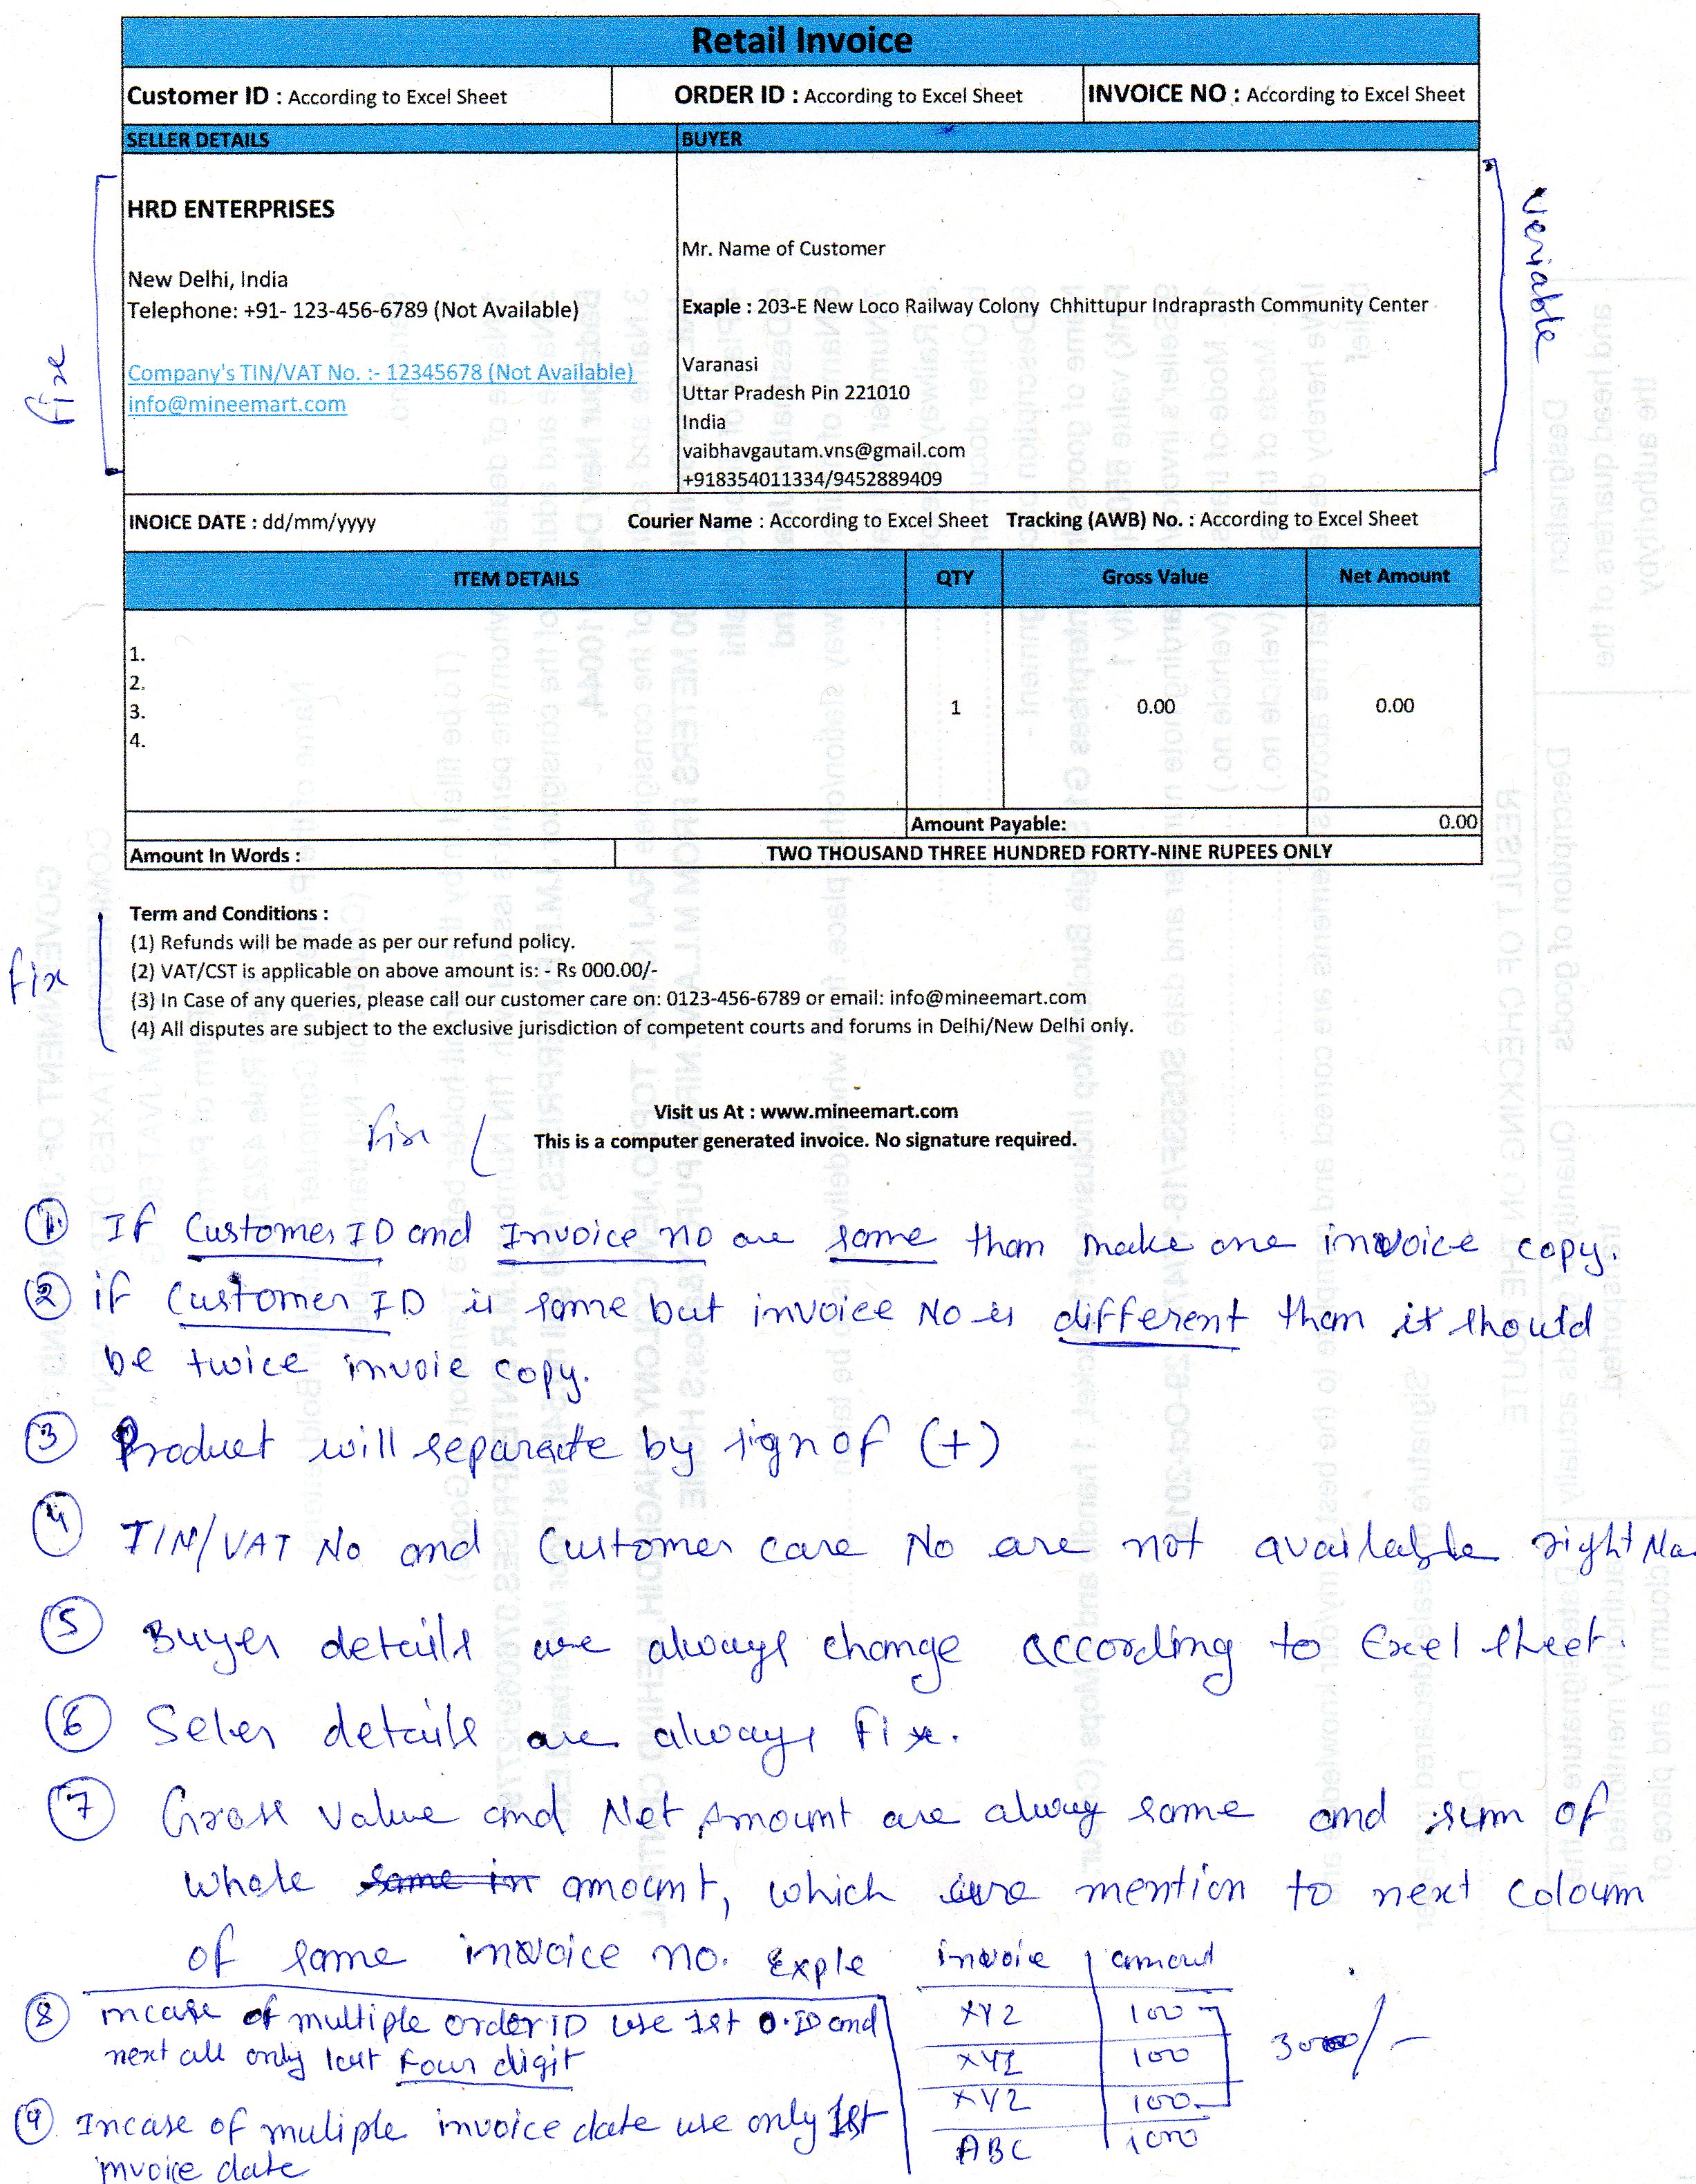 Retail Invoice
Customer ID : According to Excel Sheet ORDER ID : According to Excel Sheet INVOICE NO : According to Excel Sheet
SELLER DETAILS BUYER
HRD ENTERPRISES
New Delhi, India
Telephone: +91- 123-456-6789 (Not Available)
Company's TIN/VAT No. :- 12345678 (Not Available)
info@mineemart.com
fixe
Mr. Name of Customer
Exaple : 203-E New Loco Railway Colony Chhittupur Indraprasth Community Center
Varanasi
Uttar Pradesh Pin 221010
India
vaibhavgautam.vns@gmail.com
+918354011334/9452889409
veriable
INOICE DATE : dd/mm/yyyy Courier Name : According to Excel Sheet Tracking (AWB) No. : According to Excel Sheet
ITEM DETAILS QTY Gross Value Net Amount
1.
2.
3.
4.
1 0.00 0.00
Amount Payable: 0.00
Amount In Words : TWO THOUSAND THREE HUNDRED FORTY-NINE RUPEES ONLY
fix
Term and Conditions :
(1) Refunds will be made as per our refund policy.
(2) VAT/CST is applicable on above amount is: - Rs 000.00/-
(3) In Case of any queries, please call our customer care on: 0123-456-6789 or email: info@mineemart.com
(4) All disputes are subject to the exclusive jurisdiction of competent courts and forums in Delhi/New Delhi only.
Fix
Visit us At : www.mineemart.com
This is a computer generated invoice. No signature required.
① If Customer ID and Invoice no are same than make one invoice copy.
② if Customer ID is same but invoice No is different than it should
be twice invoie copy.
③ Product will separate by sign of (+)
④ TIN/VAT No and Customer care No are not available right
⑤ Buyer details are always change according to Excel sheet.
⑥ Seler details are always Fix.
⑦ Gross Value and Net Amount are alway same and sum of
whole same in amount, which are mention to next coloum
of same invoice no. Exple
invoie amout
XYZ 100
XYZ 100
XYZ 100
ABC 1000
⑧ incase of multiple order ID use 1st O.ID and
next all only last four digit
⑨ Incase of muliple invoice date use only 1st
invoice date